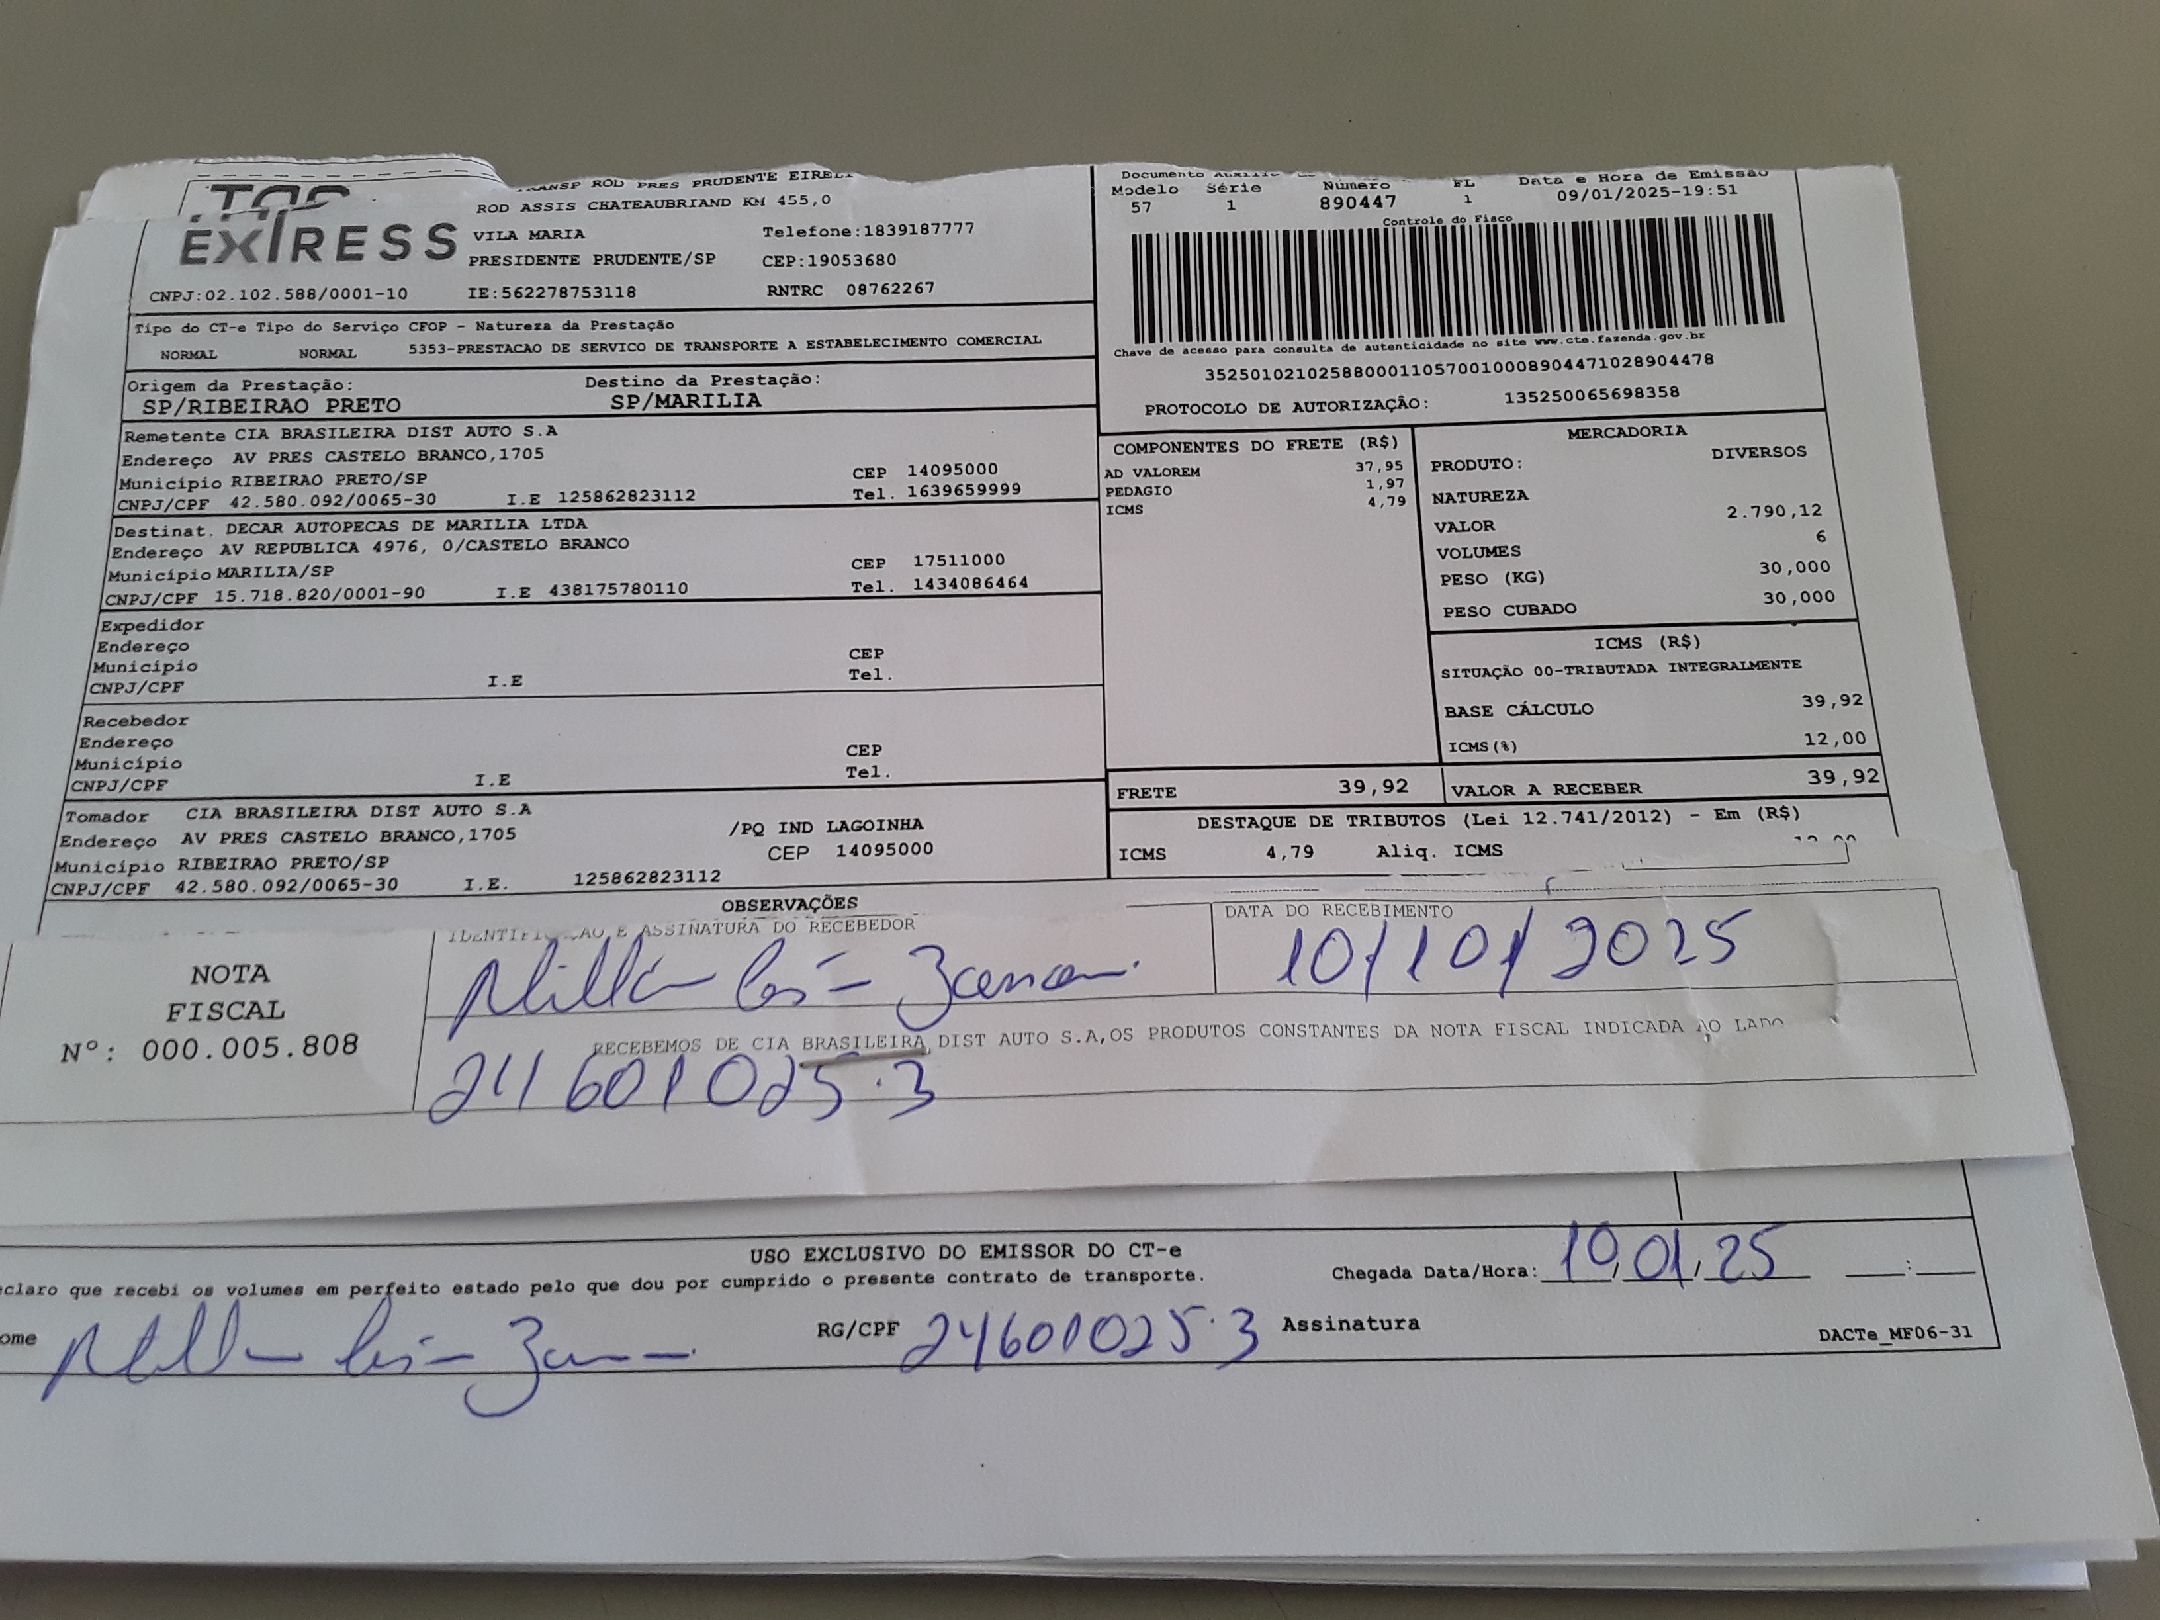 EXPRESS
TRANSP ROD PRES PRUDENTE EIRELI
ROD ASSIS CHATEAUBRIAND KM 455,0
VILA MARIA Telefone:1839187777
PRESIDENTE PRUDENTE/SP CEP:19053680
CNPJ:02.102.588/0001-10 IE:562278753118 RNTRC 08762267
Tipo do CT-e Tipo do Serviço CFOP - Natureza da Prestação
NORMAL NORMAL 5353-PRESTACAO DE SERVICO DE TRANSPORTE A ESTABELECIMENTO COMERCIAL
Origem da Prestação: Destino da Prestação:
SP/RIBEIRAO PRETO SP/MARILIA
Remetente CIA BRASILEIRA DIST AUTO S.A
Endereço AV PRES CASTELO BRANCO,1705
Município RIBEIRAO PRETO/SP CEP 14095000
CNPJ/CPF 42.580.092/0065-30 I.E 125862823112 Tel. 1639659999
Destinat. DECAR AUTOPECAS DE MARILIA LTDA
Endereço AV REPUBLICA 4976, 0/CASTELO BRANCO
Município MARILIA/SP CEP 17511000
CNPJ/CPF 15.718.820/0001-90 I.E 438175780110 Tel. 1434086464
Expedidor
Endereço
Município CEP
CNPJ/CPF I.E Tel.
Recebedor
Endereço
Município CEP
CNPJ/CPF I.E Tel.
Tomador CIA BRASILEIRA DIST AUTO S.A
Endereço AV PRES CASTELO BRANCO,1705 /PQ IND LAGOINHA
Município RIBEIRAO PRETO/SP CEP 14095000
CNPJ/CPF 42.580.092/0065-30 I.E. 125862823112
OBSERVAÇÕES
Documento Auxilia
Modelo Série Número FL Data e Hora de Emissão
57 1 890447 1 09/01/2025-19:51
Controle do Fisco
Chave de acesso para consulta de autenticidade no site www.cte.fazenda.gov.br
35250102102588000110570010008904471028904478
PROTOCOLO DE AUTORIZAÇÃO: 135250065698358
COMPONENTES DO FRETE (R$)
AD VALOREM 37,95
PEDAGIO 1,97
ICMS 4,79
MERCADORIA
PRODUTO: DIVERSOS
NATUREZA
VALOR 2.790,12
VOLUMES 6
PESO (KG) 30,000
PESO CUBADO 30,000
ICMS (R$)
SITUAÇÃO 00-TRIBUTADA INTEGRALMENTE
BASE CÁLCULO 39,92
ICMS(%) 12,00
FRETE 39,92 VALOR A RECEBER 39,92
DESTAQUE DE TRIBUTOS (Lei 12.741/2012) - Em (R$)
ICMS 4,79 Aliq. ICMS
IDENTIFICAÇÃO E ASSINATURA DO RECEBEDOR
DATA DO RECEBIMENTO
10/101/2025
NOTA
FISCAL
Nº: 000.005.808
RECEBEMOS DE CIA BRASILEIRA DIST AUTO S.A,OS PRODUTOS CONSTANTES DA NOTA FISCAL INDICADA AO LADO
24601025.3
USO EXCLUSIVO DO EMISSOR DO CT-e
claro que recebi os volumes em perfeito estado pelo que dou por cumprido o presente contrato de transporte.
Chegada Data/Hora: 10,01,25 :
ome RG/CPF 24601025.3 Assinatura
DACTe_MF06-31